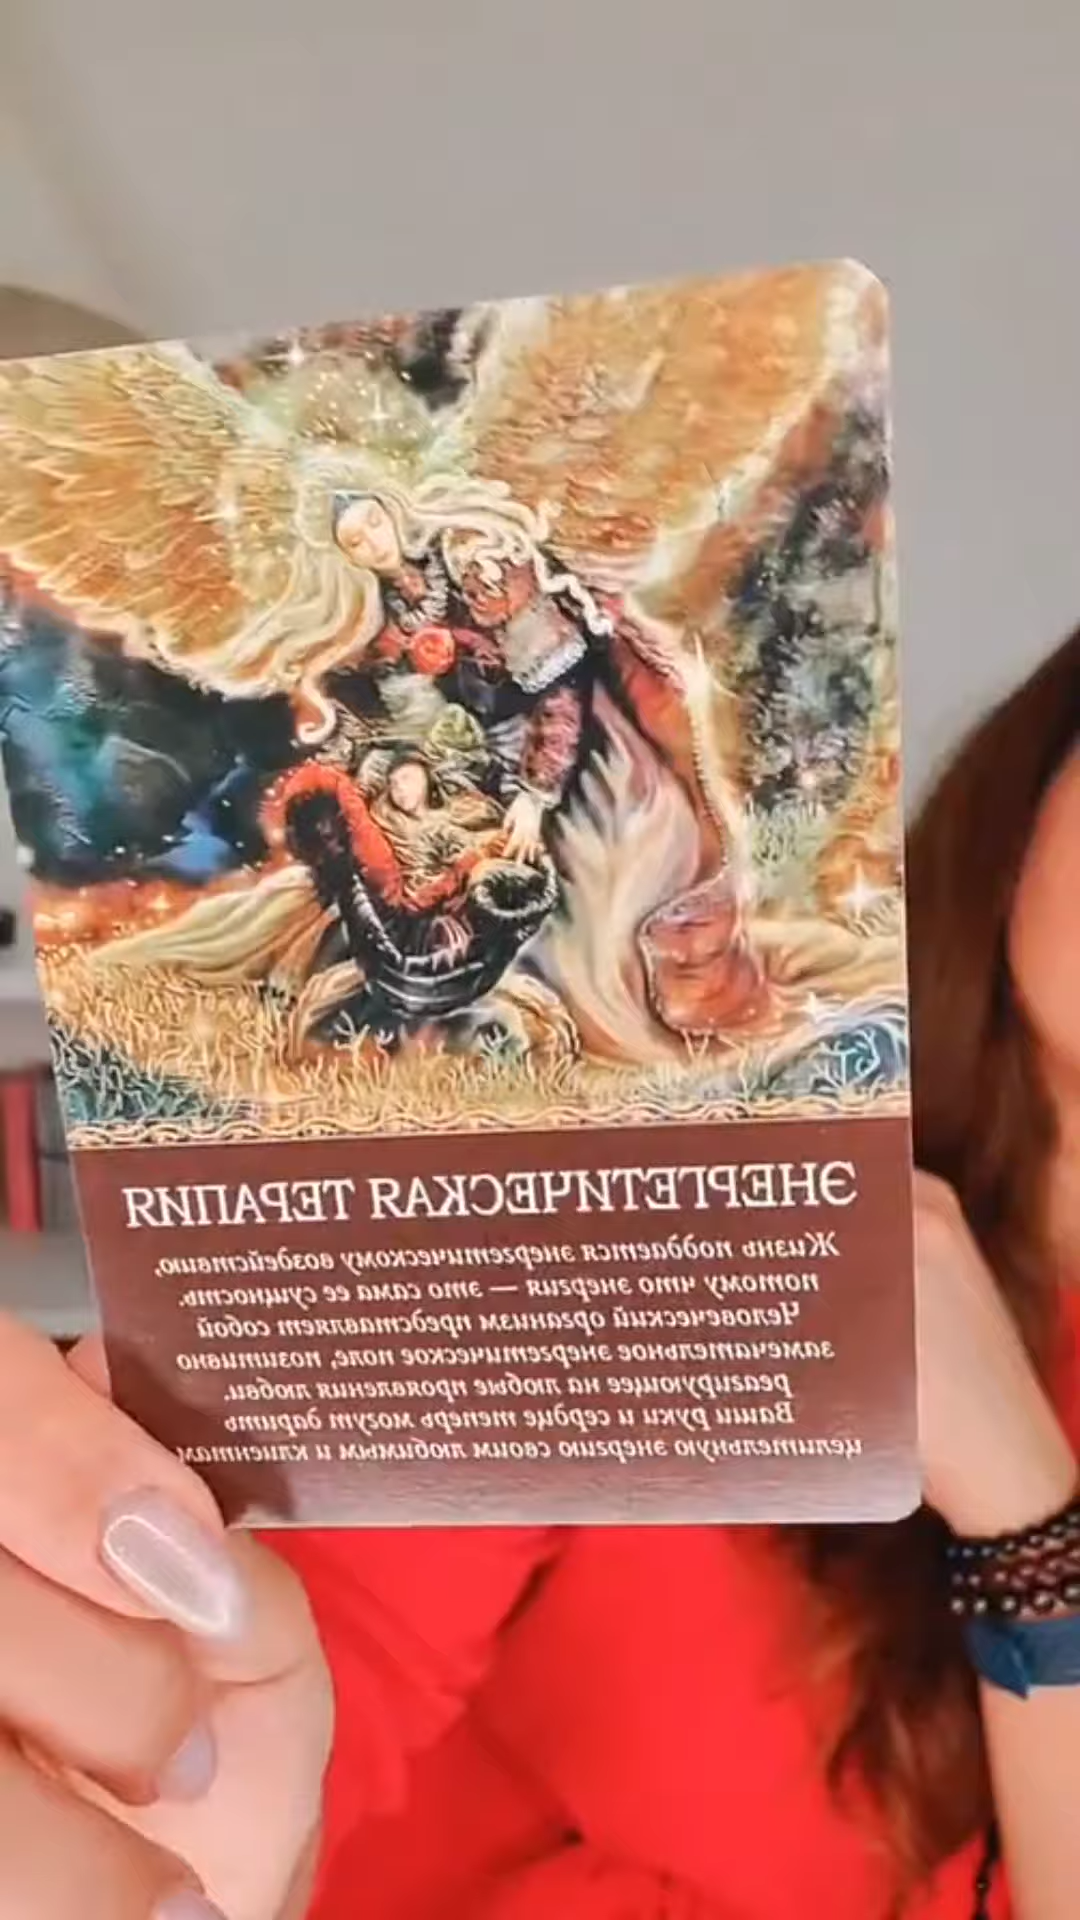 ЭНЕРГЕТИЧЕСКАЯ ТЕРАПИЯ
Жизнь поддается энергетическому воздействию,
потому что энергия — это сама ее сущность.
Человеческий организм представляет собой
замечательное энергетическое поле, позитивно
реагирующее на любые проявления любви.
Ваши руки и сердце теперь могут дарить
целительную энергию своим любимым и клиентам